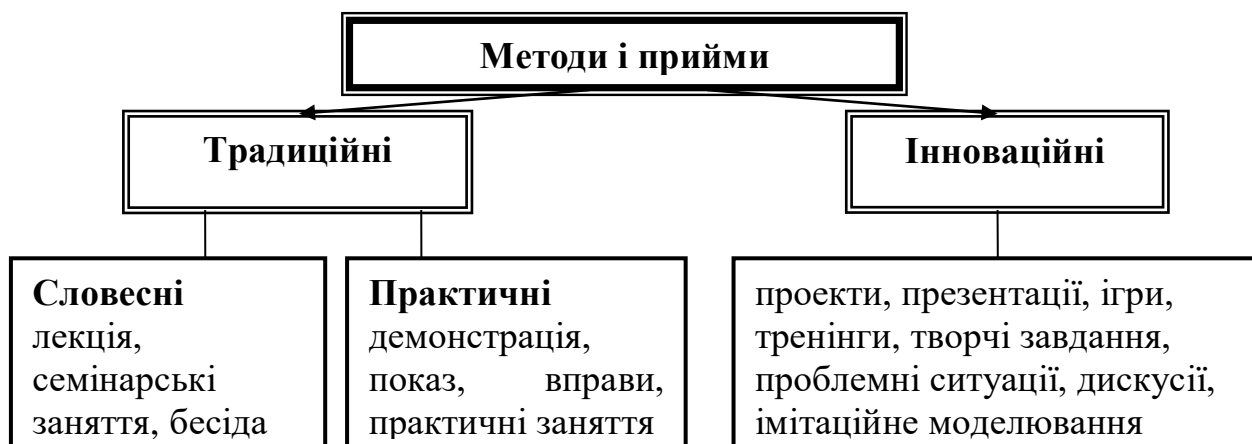 Методи і прийми
Традиційні
Інноваційні
Словесні
лекція,
семінарські
заняття, бесіда
Практичні
демонстрація,
показ, вправи,
практичні заняття
проекти, презентації, ігри,
тренінги, творчі завдання,
проблемні ситуації, дискусії,
імітаційне моделювання